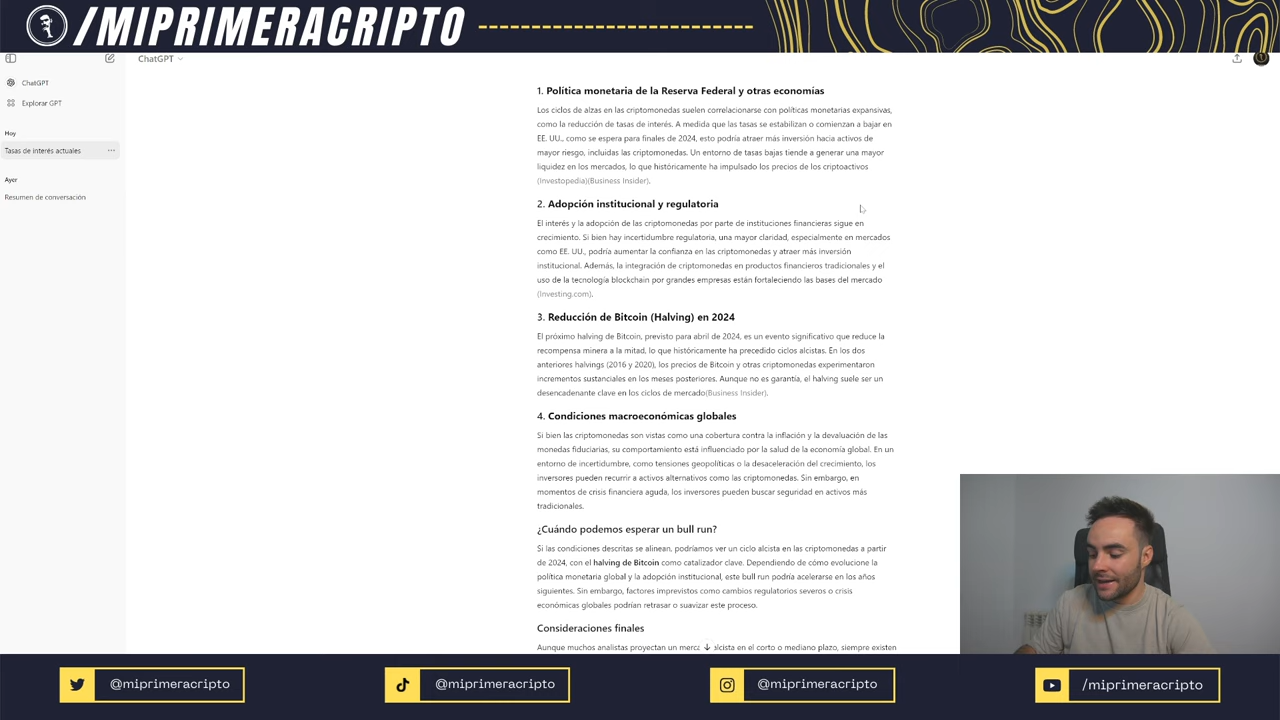 /MIPRIMERACRIPTO
ChatGPT
ChatGPT
Explorar GPT
Hoy
Tasas de interés actuales
Ayer
Resumen de conversación
1. Política monetaria de la Reserva Federal y otras economías
Los ciclos de alzas en las criptomonedas suelen correlacionarse con políticas monetarias expansivas,
como la reducción de tasas de interés. A medida que las tasas se estabilizan o comienzan a bajar en
EE. UU., como se espera para finales de 2024, esto podría atraer más inversión hacia activos de
mayor riesgo, incluidas las criptomonedas. Un entorno de tasas bajas tiende a generar una mayor
liquidez en los mercados, lo que históricamente ha impulsado los precios de los criptoactivos
(Investopedia)(Business Insider).
2. Adopción institucional y regulatoria
El interés y la adopción de las criptomonedas por parte de instituciones financieras sigue en
crecimiento. Si bien hay incertidumbre regulatoria, una mayor claridad, especialmente en mercados
como EE. UU., podría aumentar la confianza en las criptomonedas y atraer más inversión
institucional. Además, la integración de criptomonedas en productos financieros tradicionales y el
uso de la tecnología blockchain por grandes empresas están fortaleciendo las bases del mercado
(Investing.com).
3. Reducción de Bitcoin (Halving) en 2024
El próximo halving de Bitcoin, previsto para abril de 2024, es un evento significativo que reduce la
recompensa minera a la mitad, lo que históricamente ha precedido ciclos alcistas. En los dos
anteriores halvings (2016 y 2020), los precios de Bitcoin y otras criptomonedas experimentaron
incrementos sustanciales en los meses posteriores. Aunque no es garantía, el halving suele ser un
desencadenante clave en los ciclos de mercado(Business Insider).
4. Condiciones macroeconómicas globales
Si bien las criptomonedas son vistas como una cobertura contra la inflación y la devaluación de las
monedas fiduciarias, su comportamiento está influenciado por la salud de la economía global. En un
entorno de incertidumbre, como tensiones geopolíticas o la desaceleración del crecimiento, los
inversores pueden recurrir a activos alternativos como las criptomonedas. Sin embargo, en
momentos de crisis financiera aguda, los inversores pueden buscar seguridad en activos más
tradicionales.
¿Cuándo podemos esperar un bull run?
Si las condiciones descritas se alinean, podríamos ver un ciclo alcista en las criptomonedas a partir
de 2024, con el halving de Bitcoin como catalizador clave. Dependiendo de cómo evolucione la
política monetaria global y la adopción institucional, este bull run podría acelerarse en los años
siguientes. Sin embargo, factores imprevistos como cambios regulatorios severos o crisis
económicas globales podrían retrasar o suavizar este proceso.
Consideraciones finales
Aunque muchos analistas proyectan un merca alcista en el corto o mediano plazo, siempre existen
@miprimeracripto
@miprimeracripto
@miprimeracripto
/miprimeracripto